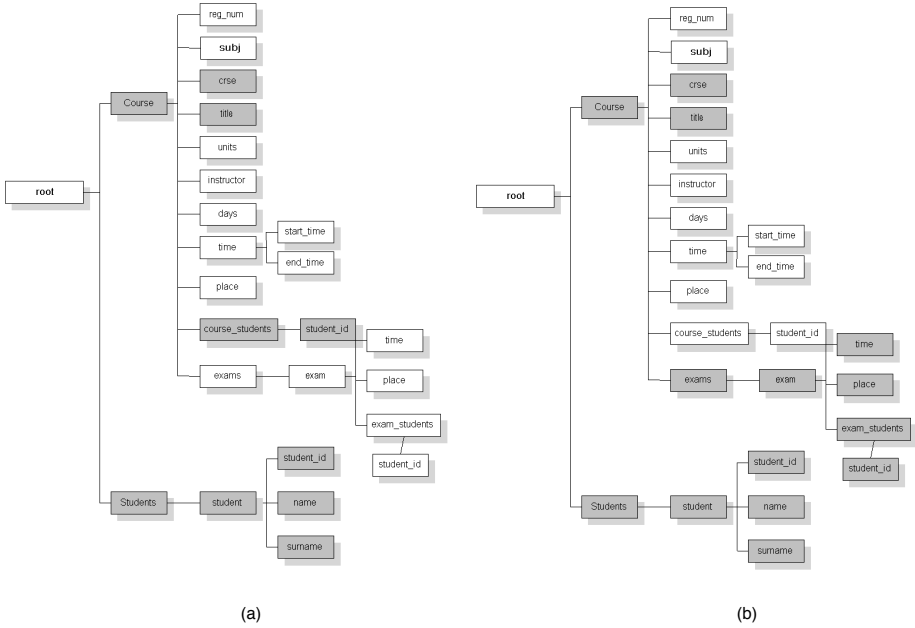 reg_num
subj
crse
Course
title
units
instructor
root
days
start_time
time
end_time
place
course_students
student_id
time
exams
exam
place
exam_students
student_id
student_id
Students
student
name
surname
(a)
reg_num
subj
crse
Course
title
units
instructor
root
days
start_time
time
end_time
place
course_students
student_id
time
exams
exam
place
exam_students
student_id
student_id
Students
student
name
surname
(b)